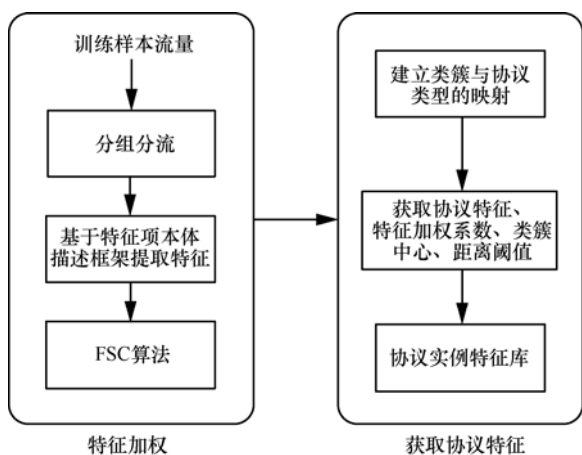 训练样本流量
分组分流
基于特征项本体
描述框架提取特征
FSC算法
特征加权
建立类簇与协议
类型的映射
获取协议特征、
特征加权系数、类簇
中心、距离阈值
协议实例特征库
获取协议特征